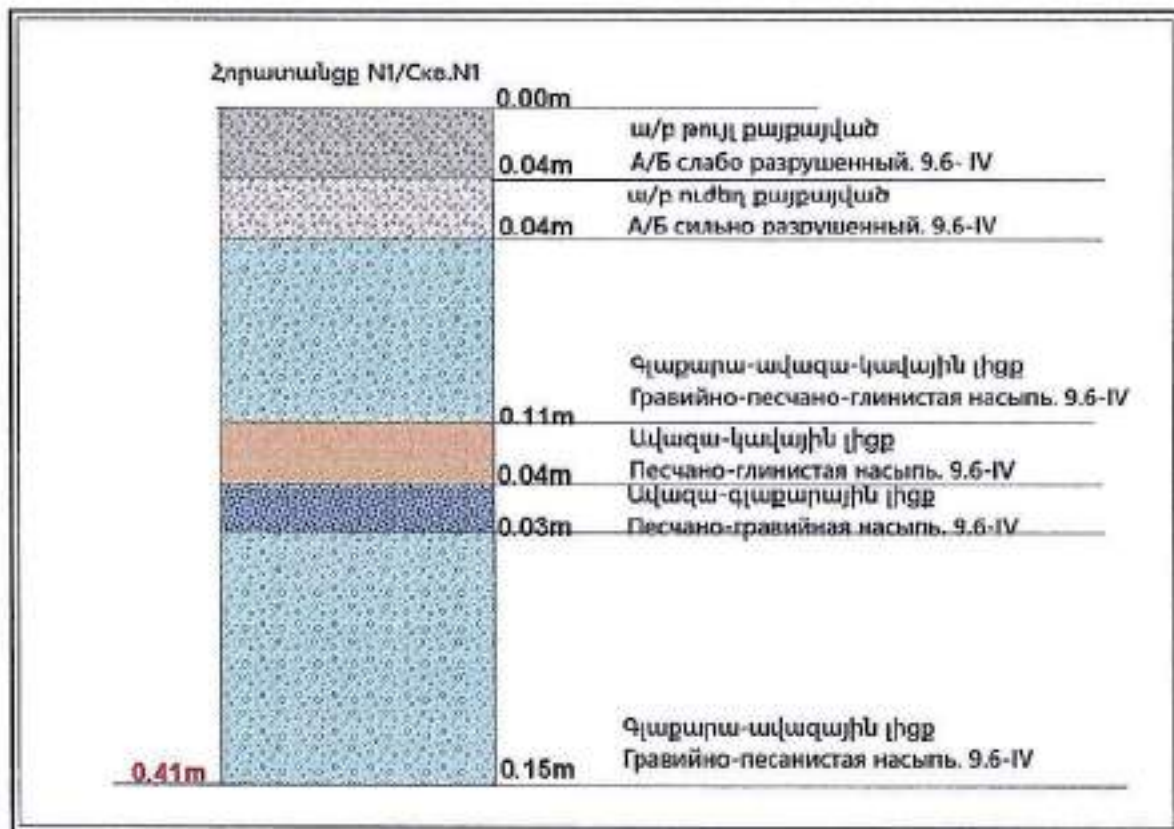 Հորատանցք N1/Скв.N1
0.00m
ա/բ թույլ քայքայված
0.04m А/Б слабо разрушенный. 9.6- IV
ա/բ ուժեղ քայքայված
0.04m А/Б сильно разрушенный. 9.6-IV
Գլաքարա-ավազա-կավային լիցք
Гравийно-песчано-глинистая насыпь. 9.6-IV
0.11m
Ավազա-կավային լիցք
0.04m Песчано-глинистая насыпь. 9.6-IV
Ավազա-գլաքարային լիցք
0.03m Песчано-гравийная насыпь. 9.6-IV
Գլաքարա-ավազային լիցք
0.41m 0.15m Гравийно-песанистая насыпь. 9.6-IV